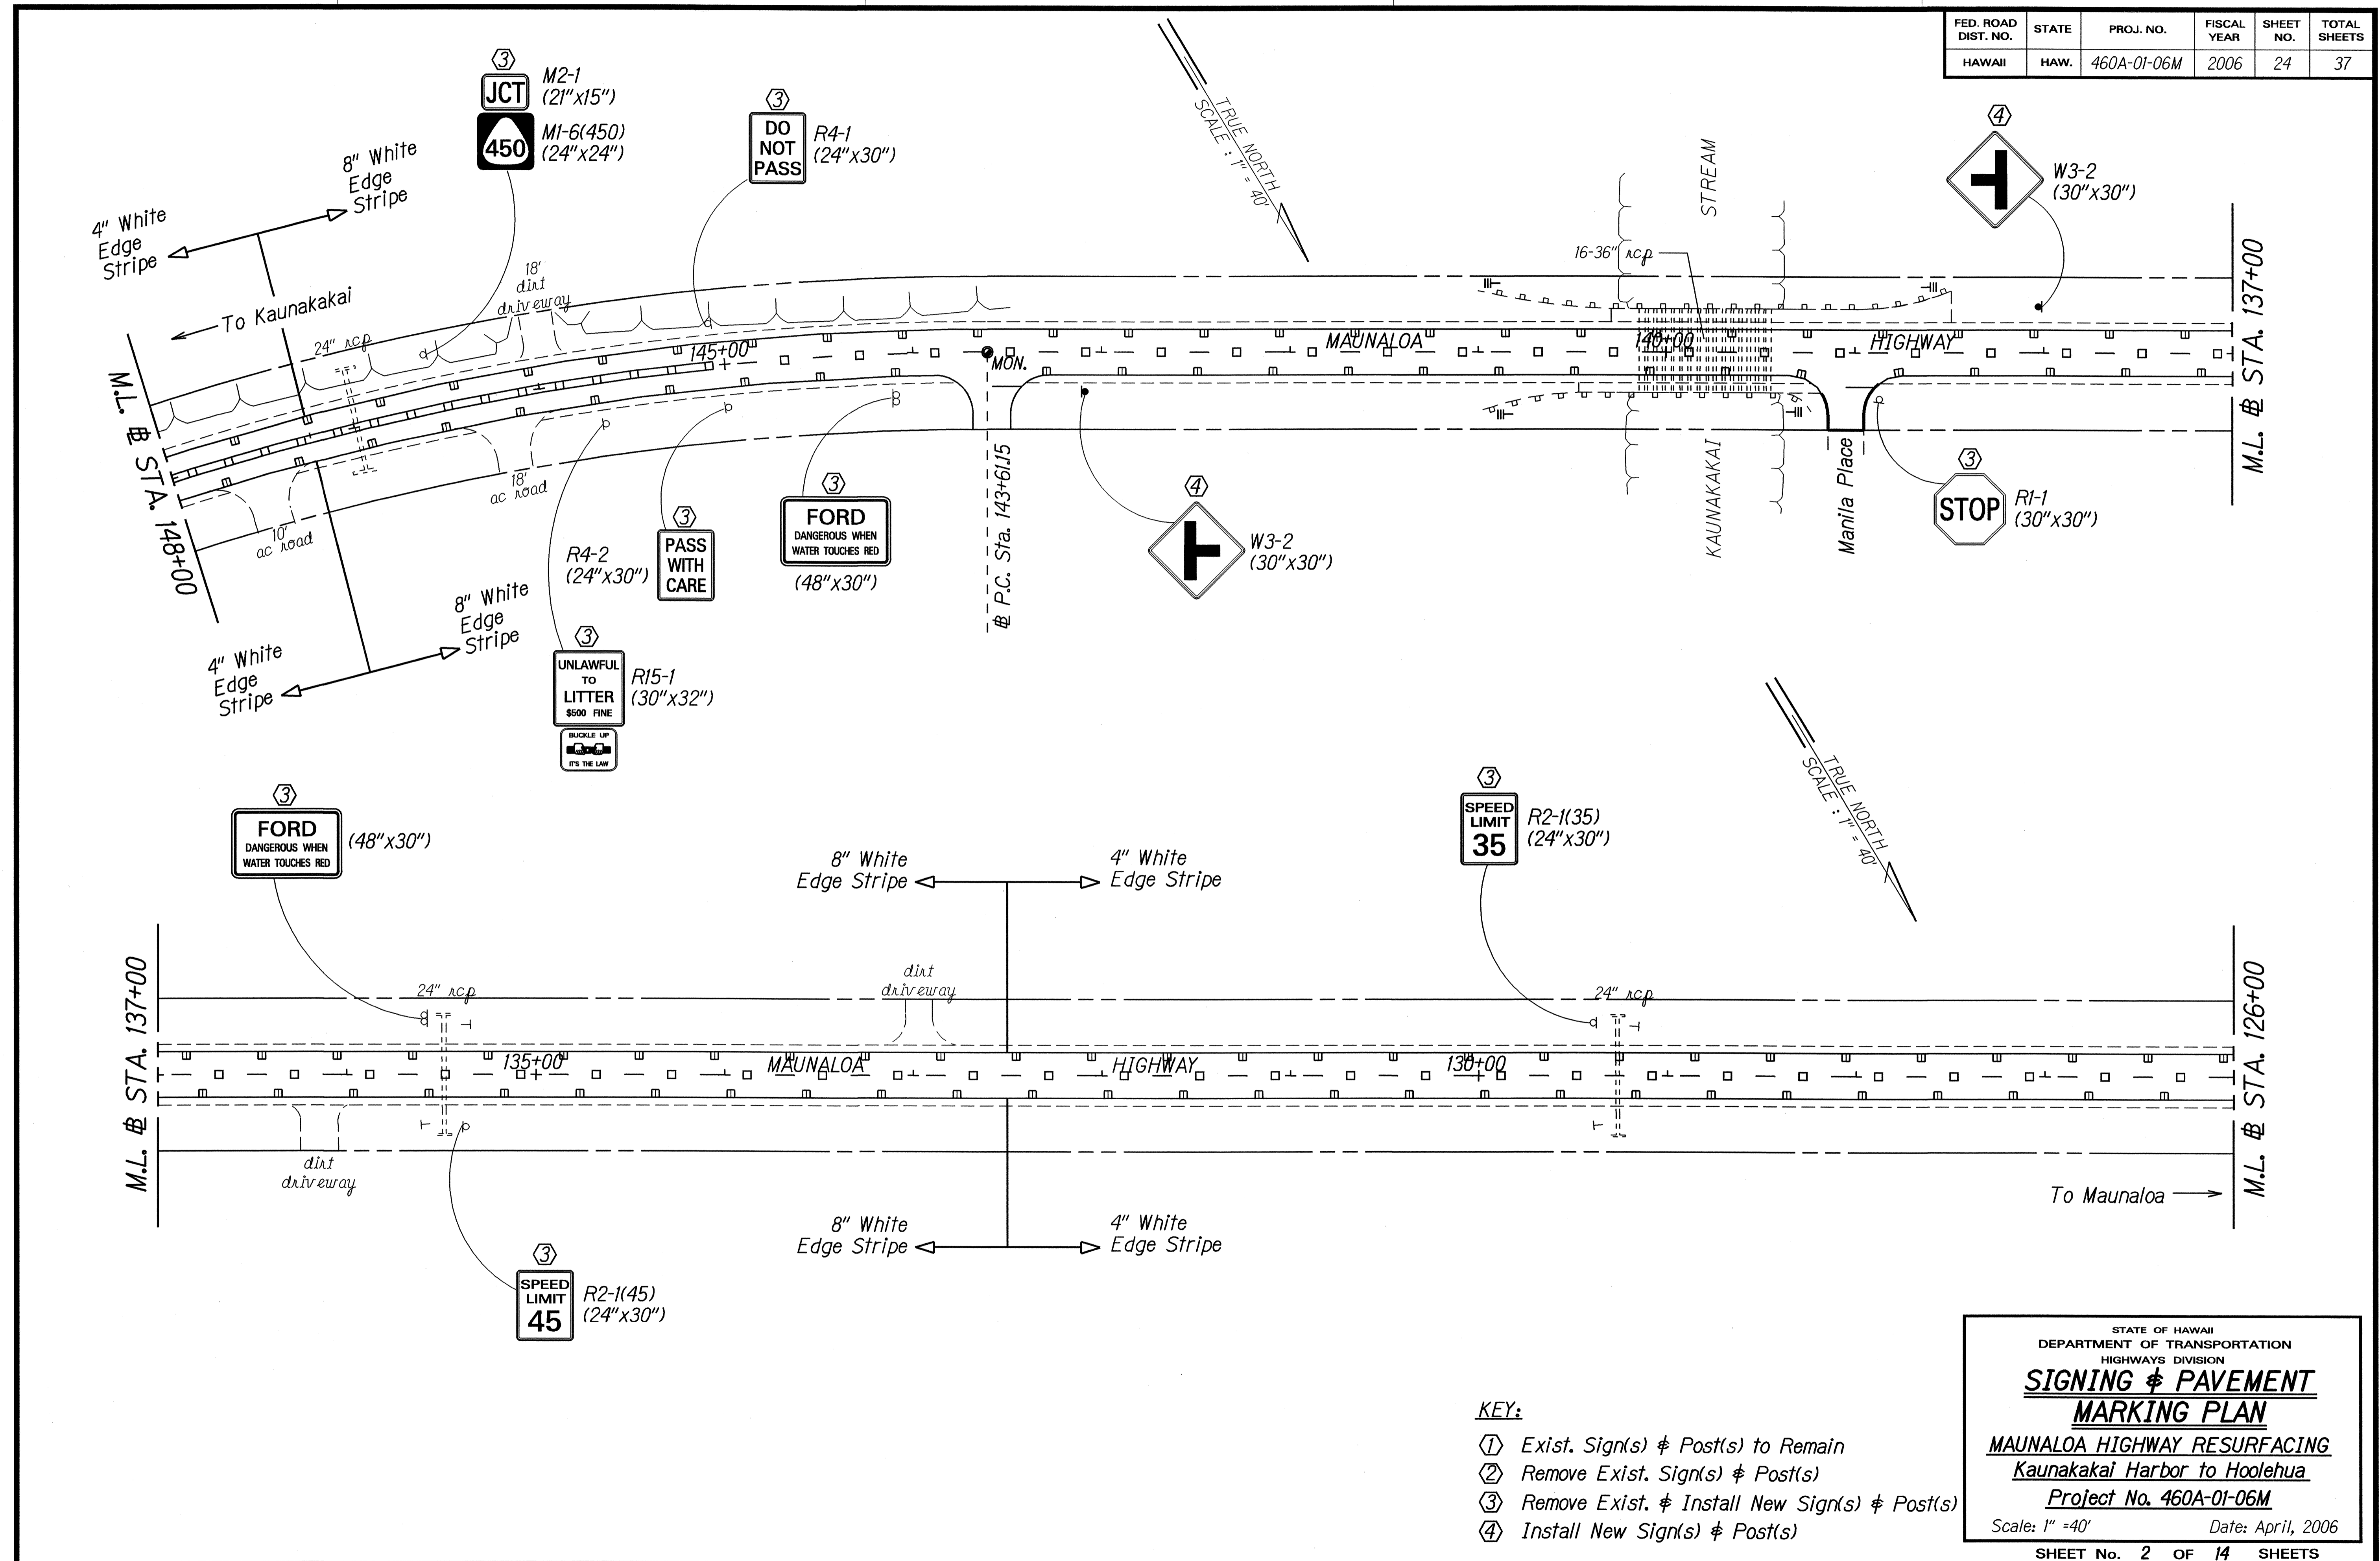 FED. ROAD DIST. NO. STATE PROJ. NO. FISCAL YEAR SHEET NO. TOTAL SHEETS
HAWAII HAW. 460A-01-06M 2006 24 37
3
JCT
M2-1
(21"x15")
450
M1-6(450)
(24"x24")
3
DO
NOT
PASS
R4-1
(24"x30")
TRUE NORTH
SCALE : 1" = 40'
4
W3-2
(30"x30")
8" White
Edge
Stripe
4" White
Edge
Stripe
To Kaunakakai
24" rcp
18'
dirt
driveway
STREAM
16-36" rcp
M.L. ␢ STA. 148+00
145+00
MON.
MAUNALOA
140+00
HIGHWAY
M.L. ␢ STA. 137+00
10'
ac road
18'
ac road
␢ P.C. Sta. 143+61.15
KAUNAKAKAI
Manila Place
3
STOP
R1-1
(30"x30")
4
W3-2
(30"x30")
3
FORD
DANGEROUS WHEN
WATER TOUCHES RED
(48"x30")
3
PASS
WITH
CARE
R4-2
(24"x30")
3
UNLAWFUL
TO
LITTER
$500 FINE
R15-1
(30"x32")
BUCKLE UP
IT'S THE LAW
8" White
Edge
Stripe
4" White
Edge
Stripe
TRUE NORTH
SCALE : 1" = 40'
3
FORD
DANGEROUS WHEN
WATER TOUCHES RED
(48"x30")
8" White
Edge Stripe
4" White
Edge Stripe
3
SPEED
LIMIT
35
R2-1(35)
(24"x30")
M.L. ␢ STA. 137+00
24" rcp
dirt
driveway
24" rcp
135+00
MAUNALOA
HIGHWAY
130+00
M.L. ␢ STA. 126+00
dirt
driveway
To Maunaloa
8" White
Edge Stripe
4" White
Edge Stripe
3
SPEED
LIMIT
45
R2-1(45)
(24"x30")
KEY:
1 Exist. Sign(s) & Post(s) to Remain
2 Remove Exist. Sign(s) & Post(s)
3 Remove Exist. & Install New Sign(s) & Post(s)
4 Install New Sign(s) & Post(s)
STATE OF HAWAII
DEPARTMENT OF TRANSPORTATION
HIGHWAYS DIVISION
SIGNING & PAVEMENT
MARKING PLAN
MAUNALOA HIGHWAY RESURFACING
Kaunakakai Harbor to Hoolehua
Project No. 460A-01-06M
Scale: 1" =40' Date: April, 2006
SHEET No. 2 OF 14 SHEETS